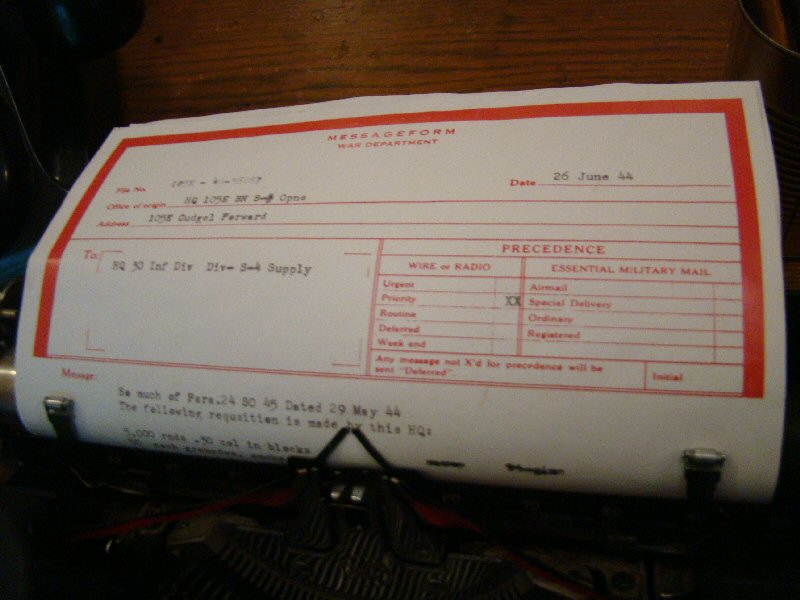 MESSAGEFORM
WAR DEPARTMENT
File No.
Date 26 June 44
Office of origin HQ 105E BN S-4 Opns
Address 105E Gudgel Forward
To: HQ 30 Inf Div Div- S-4 Supply
PRECEDENCE
WIRE or RADIO
ESSENTIAL MILITARY MAIL
Urgent
Airmail
Priority XX Special Delivery
Routine
Ordinary
Deferred
Registered
Week end
Any message not X'd for precedence will be
sent "Deferred"
Initial
Message:
So much of Para.24 SO 45 Dated 29 May 44
The following requsition is made by this HQ:
5,000 rnds .30 cal in blocks